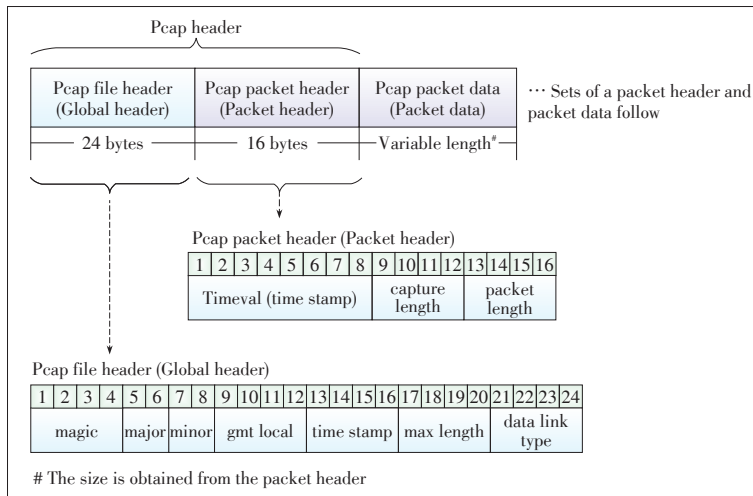 Pcap header
Pcap file header
(Global header)
Pcap packet header
(Packet header)
Pcap packet data
(Packet data)
… Sets of a packet header and
packet data follow
24 bytes
16 bytes
Variable length#
Pcap packet header (Packet header)
1 2 3 4 5 6 7 8 9 10 11 12 13 14 15 16
Timeval (time stamp)
capture
length
packet
length
Pcap file header (Global header)
1 2 3 4 5 6 7 8 9 10 11 12 13 14 15 16 17 18 19 20 21 22 23 24
magic major minor gmt local time stamp max length
data link
type
# The size is obtained from the packet header